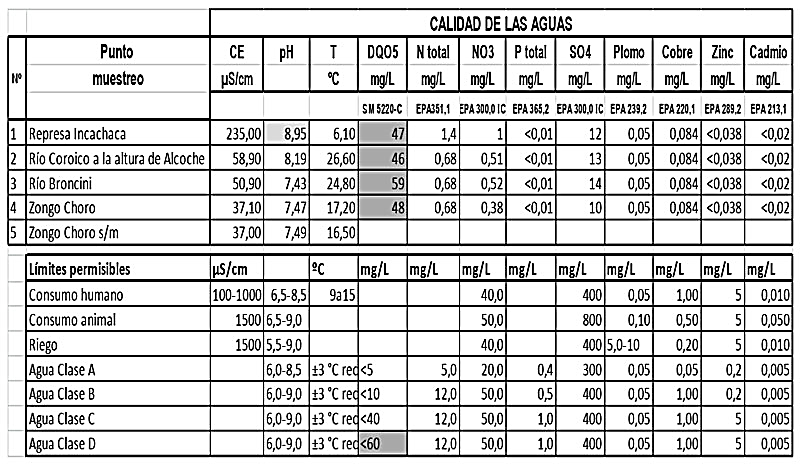 CALIDAD DE LAS AGUAS
Nº Punto muestreo CE pH T DQO5 N total NO3 P total SO4 Plomo Cobre Zinc Cadmio
µS/cm ºC mg/L mg/L mg/L mg/L mg/L mg/L mg/L mg/L mg/L
SM 5220-C EPA351,1 EPA 300,0 IC EPA 365,2 EPA 300,0 IC EPA 239,2 EPA 220,1 EPA 289,2 EPA 213,1
1 Represa Incachaca 235,00 8,95 6,10 47 1,4 1 <0,01 12 0,05 0,084 <0,038 <0,02
2 Río Coroico a la altura de Alcoche 58,90 8,19 26,60 46 0,68 0,51 <0,01 13 0,05 0,084 <0,038 <0,02
3 Río Broncini 50,90 7,43 24,80 59 0,68 0,52 <0,01 14 0,05 0,084 <0,038 <0,02
4 Zongo Choro 37,10 7,47 17,20 48 0,68 0,38 <0,01 10 0,05 0,084 <0,038 <0,02
5 Zongo Choro s/m 37,00 7,49 16,50
Límites permisibles µS/cm ºC mg/L mg/L mg/L mg/L mg/L mg/L mg/L mg/L mg/L
Consumo humano 100-1000 6,5-8,5 9a15 40,0 400 0,05 1,00 5 0,010
Consumo animal 1500 6,5-9,0 50,0 800 0,10 0,50 5 0,050
Riego 1500 5,5-9,0 40,0 400 5,0-10 0,20 5 0,010
Agua Clase A 6,0-8,5 ±3 °C rec <5 5,0 20,0 0,4 300 0,05 0,05 0,2 0,005
Agua Clase B 6,0-9,0 ±3 °C rec <10 12,0 50,0 0,5 400 0,05 1,00 0,2 0,005
Agua Clase C 6,0-9,0 ±3 °C rec <40 12,0 50,0 1,0 400 0,05 1,00 5 0,005
Agua Clase D 6,0-9,0 ±3 °C rec <60 12,0 50,0 1,0 400 0,05 1,00 5 0,005